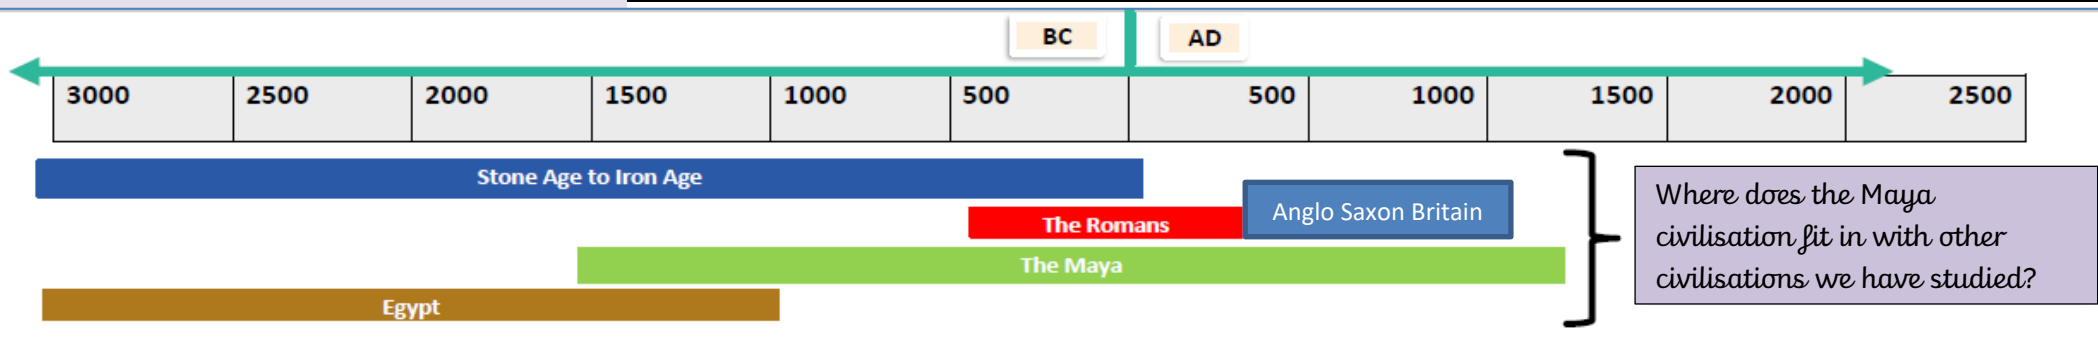 BC AD
3000 2500 2000 1500 1000 500 500 1000 1500 2000 2500
Stone Age to Iron Age
The Romans
Anglo Saxon Britain
The Maya
Egypt
Where does the Maya
civilisation fit in with other
civilisations we have studied?